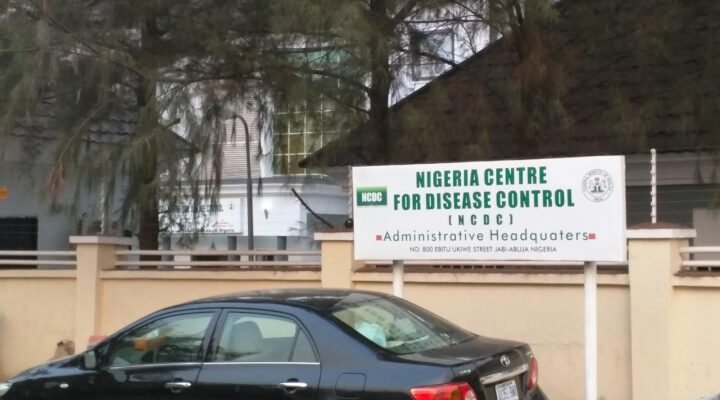 NCDC
NIGERIA CENTRE
FOR DISEASE CONTROL
(NCDC)
Administrative Headquaters
NO. 800 EBITU UKIWE STREET JABI-ABUJA NIGERIA